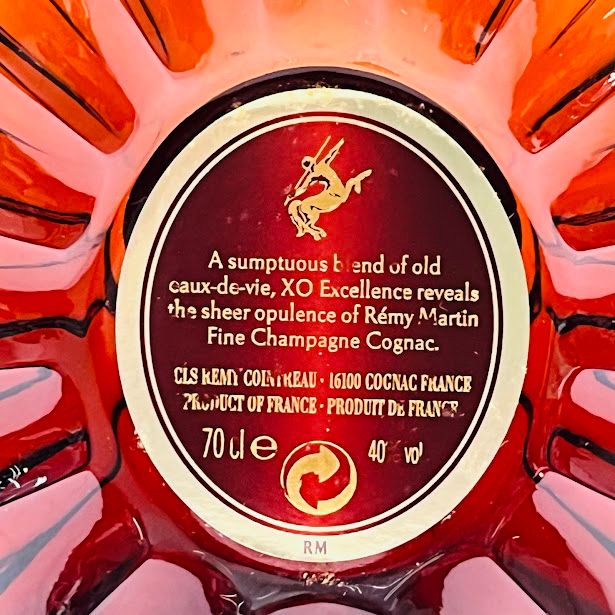 A sumptuous blend of old
eaux-de-vie, XO Excellence reveals
the sheer opulence of Rémy Martin
Fine Champagne Cognac.
CLS REMY COINTREAU · 16100 COGNAC FRANCE
PRODUCT OF FRANCE · PRODUIT DE FRANCE
70 cl e 40% vol
RM